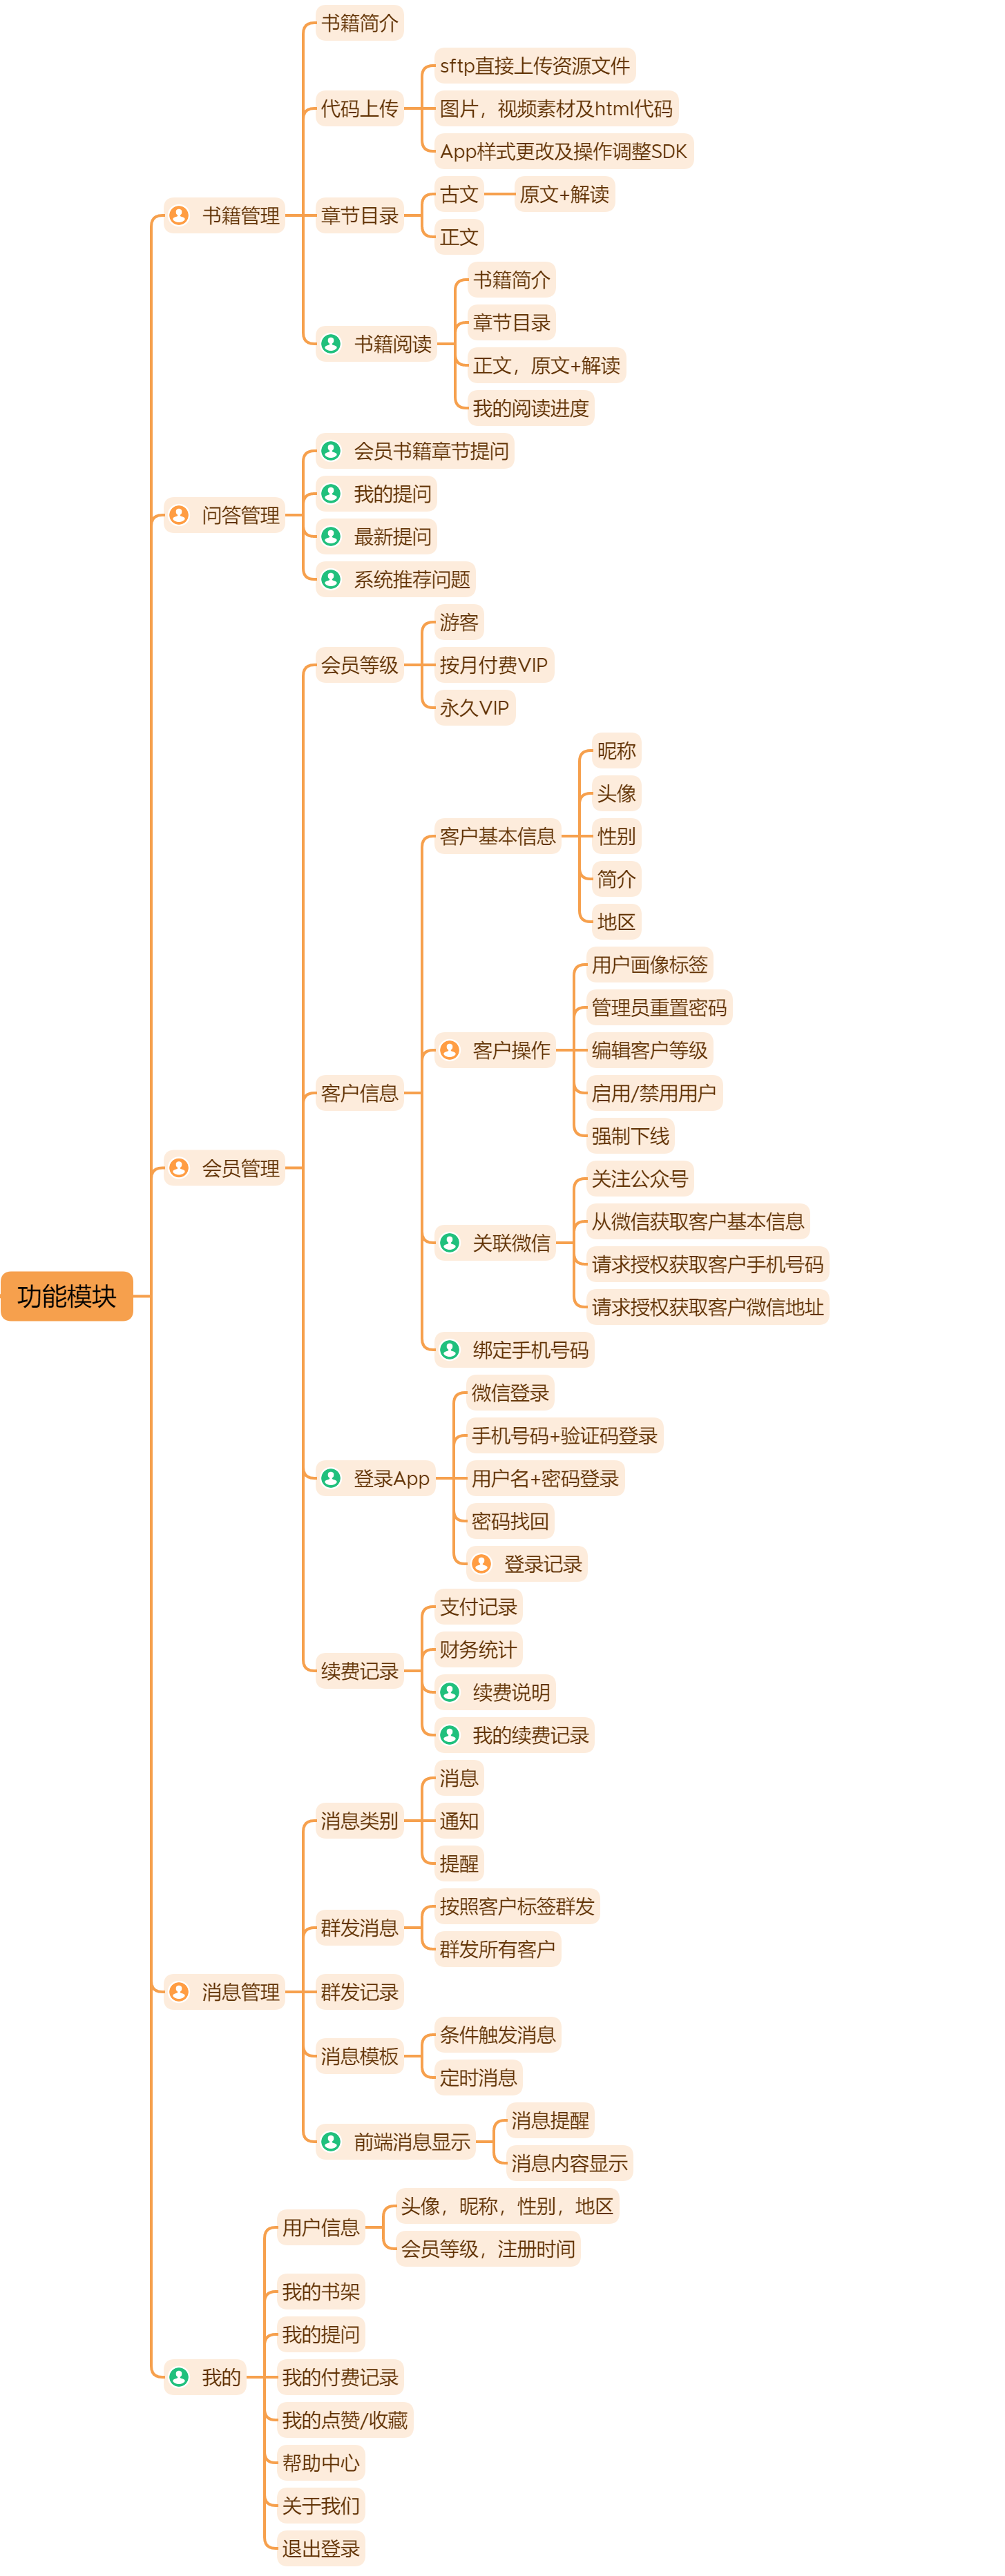 功能模块
书籍管理
书籍简介
代码上传
sftp直接上传资源文件
图片，视频素材及html代码
App样式更改及操作调整SDK
章节目录
古文
原文+解读
正文
书籍阅读
书籍简介
章节目录
正文，原文+解读
我的阅读进度
问答管理
会员书籍章节提问
我的提问
最新提问
系统推荐问题
会员管理
会员等级
游客
按月付费VIP
永久VIP
客户信息
客户基本信息
昵称
头像
性别
简介
地区
客户操作
用户画像标签
管理员重置密码
编辑客户等级
启用/禁用用户
强制下线
关联微信
关注公众号
从微信获取客户基本信息
请求授权获取客户手机号码
请求授权获取客户微信地址
绑定手机号码
登录App
微信登录
手机号码+验证码登录
用户名+密码登录
密码找回
登录记录
续费记录
支付记录
财务统计
续费说明
我的续费记录
消息管理
消息类别
消息
通知
提醒
群发消息
按照客户标签群发
群发所有客户
群发记录
消息模板
条件触发消息
定时消息
前端消息显示
消息提醒
消息内容显示
我的
用户信息
头像，昵称，性别，地区
会员等级，注册时间
我的书架
我的提问
我的付费记录
我的点赞/收藏
帮助中心
关于我们
退出登录